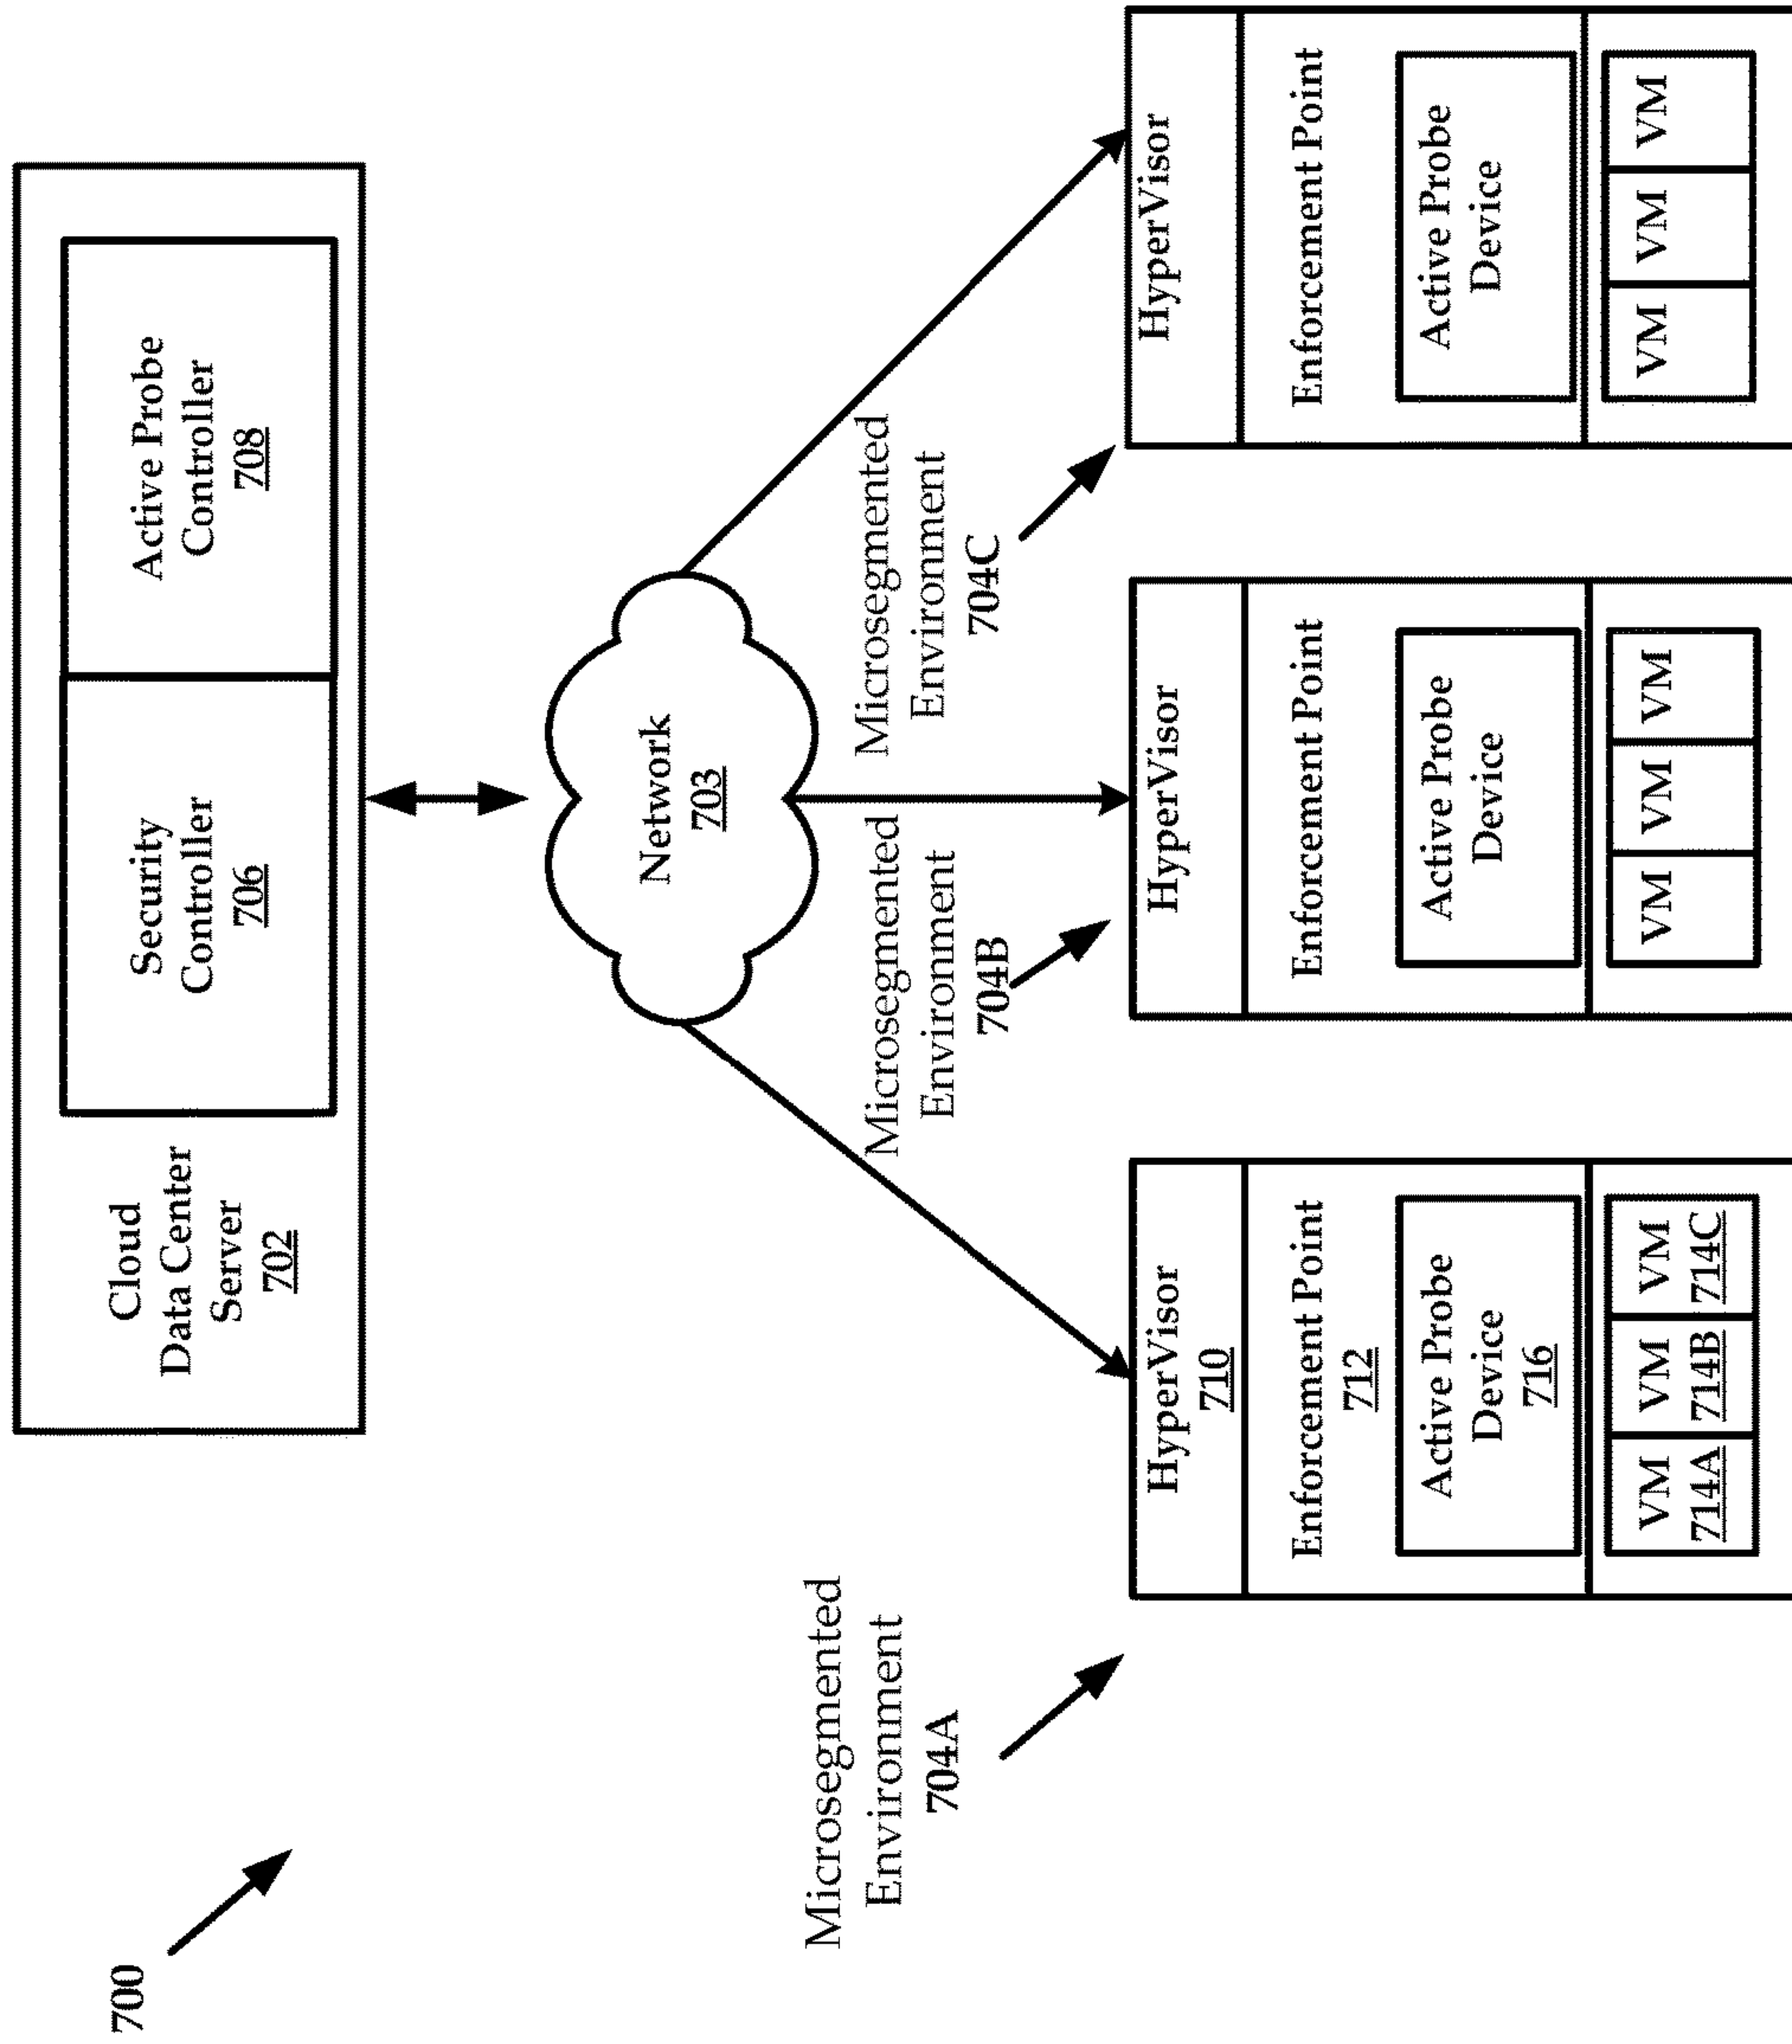 700
Cloud
Data Center
Server
702
Security
Controller
706
Active Probe
Controller
708
Network
703
Microsegmented
Environment
704A
Microsegmented
Environment
704B
Microsegmented
Environment
704C
HyperVisor
710
Enforcement Point
712
Active Probe
Device
716
VM
714A
VM
714B
VM
714C
HyperVisor
Enforcement Point
Active Probe
Device
VM
VM
VM
HyperVisor
Enforcement Point
Active Probe
Device
VM
VM
VM